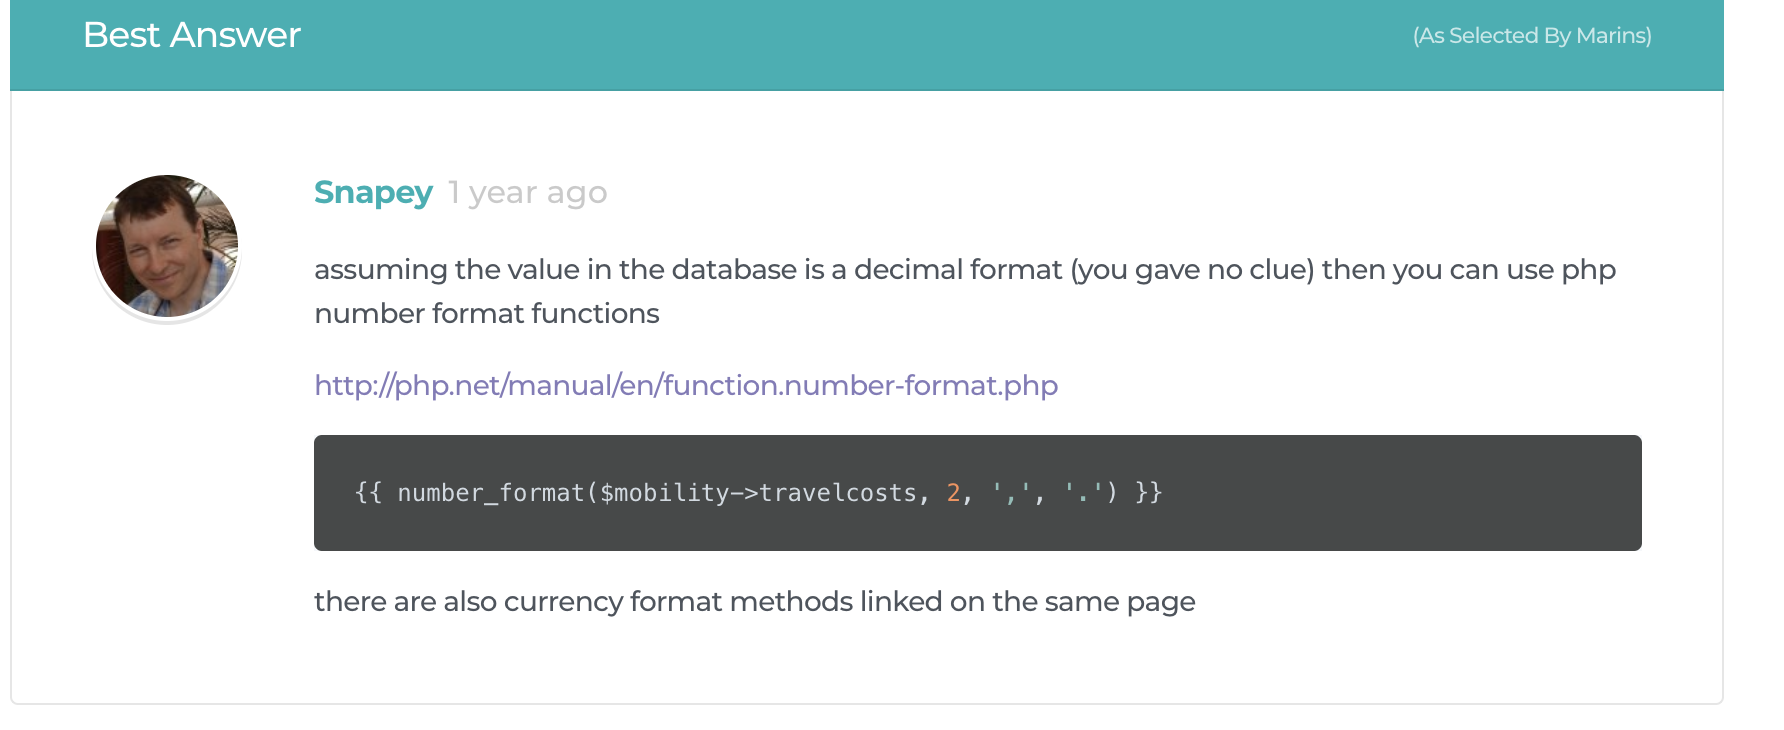 Best Answer
(As Selected By Marins)
Snapey 1 year ago
assuming the value in the database is a decimal format (you gave no clue) then you can use php
number format functions
http://php.net/manual/en/function.number-format.php
{{ number_format($mobility->travelcosts, 2, ',', '.') }}
there are also currency format methods linked on the same page